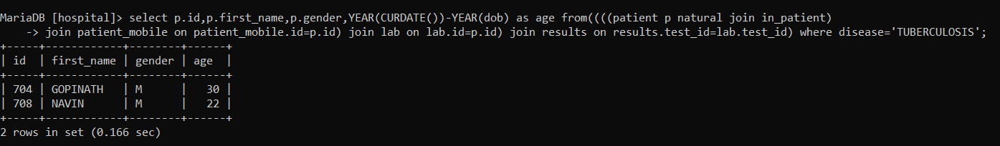 MariaDB [hospital]> select p.id,p.first_name,p.gender,YEAR(CURDATE())-YEAR(dob) as age from((((patient p natural join in_patient)
    -> join patient_mobile on patient_mobile.id=p.id) join lab on lab.id=p.id) join results on results.test_id=lab.test_id) where disease='TUBERCULOSIS';
+-----+------------+--------+------+
| id  | first_name | gender | age  |
+-----+------------+--------+------+
| 704 | GOPINATH   | M      |   30 |
| 708 | NAVIN      | M      |   22 |
+-----+------------+--------+------+
2 rows in set (0.166 sec)